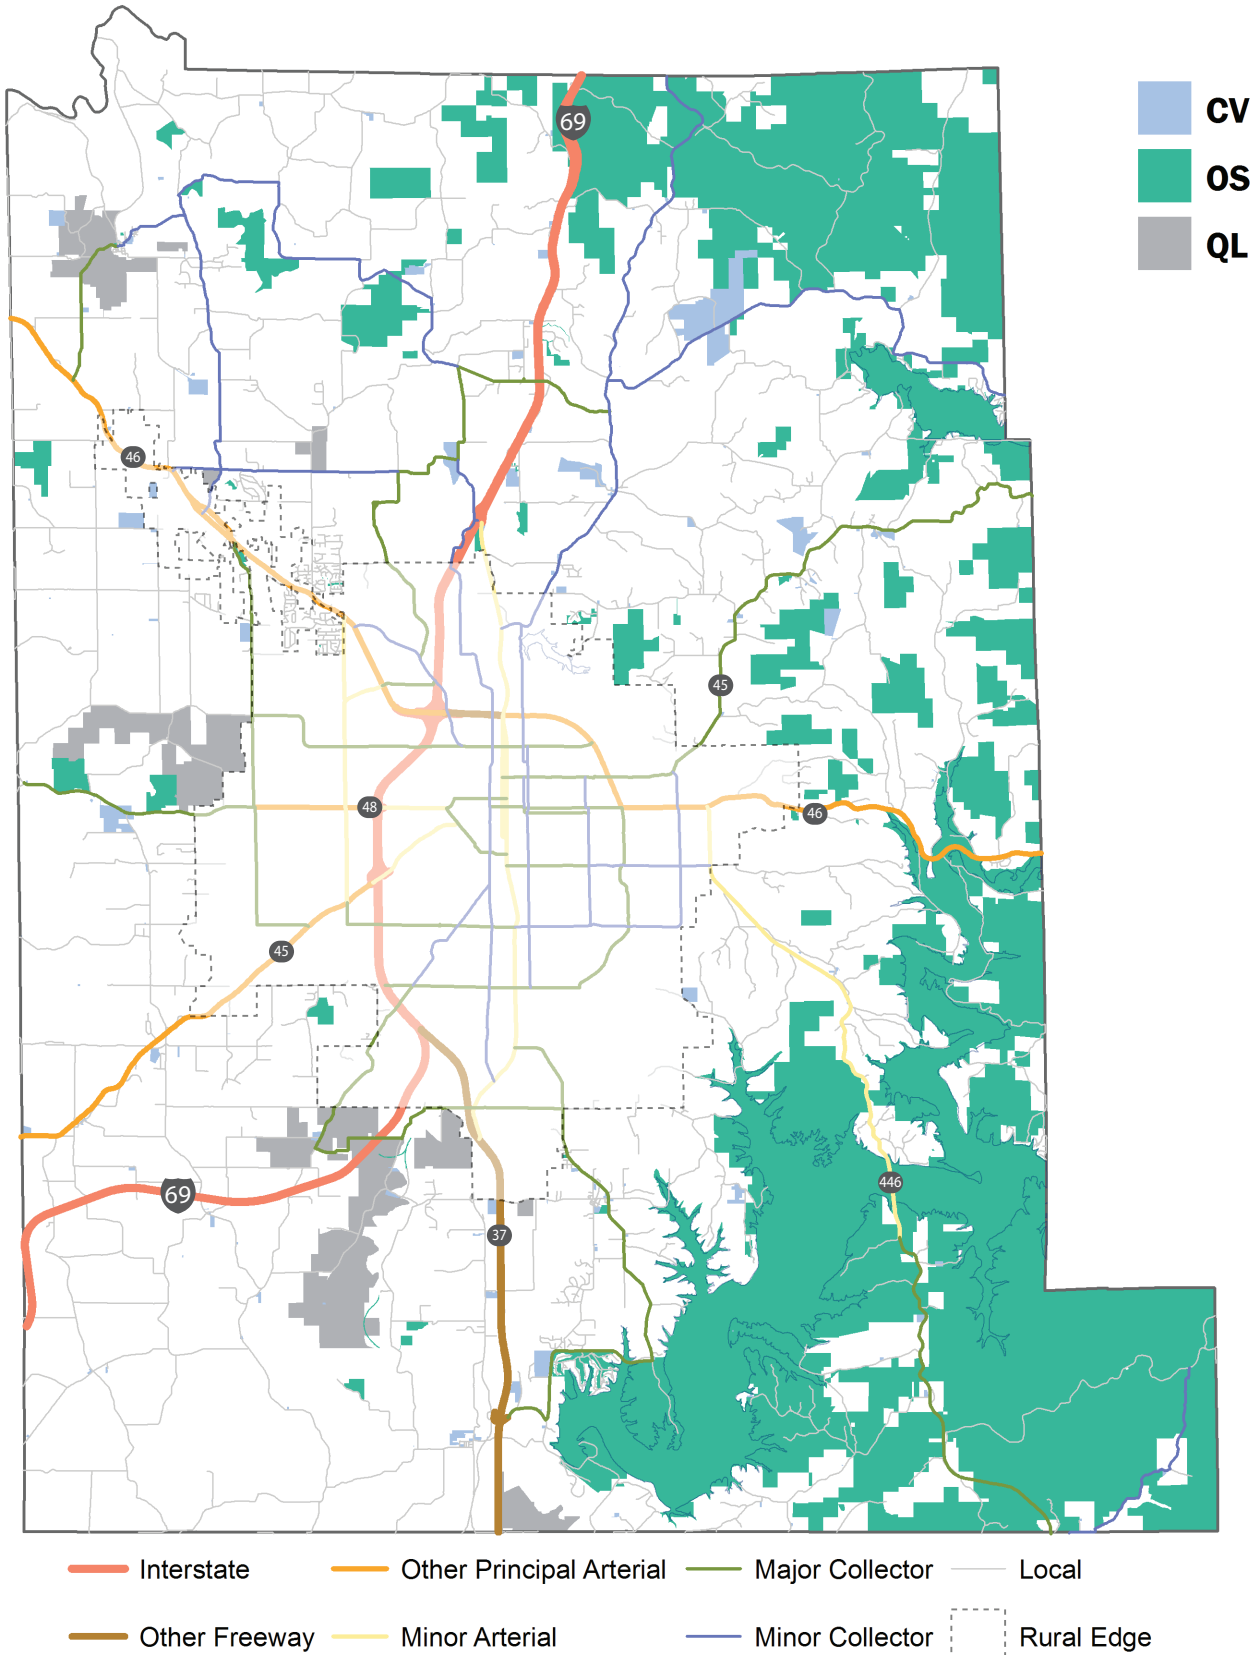 69
CV
OS
QL
46
45
48
46
45
446
69
37
Interstate
Other Principal Arterial
Major Collector
Local
Other Freeway
Minor Arterial
Minor Collector
Rural Edge